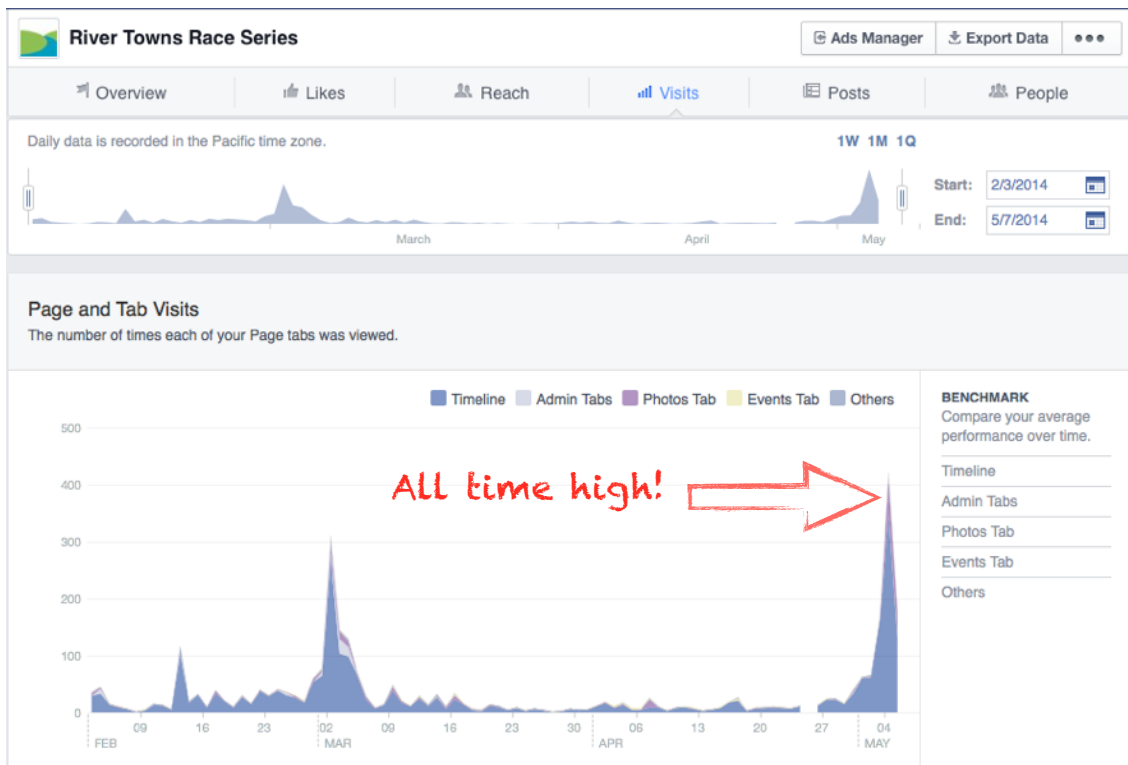 River Towns Race Series
Ads Manager
Export Data
Overview
Likes
Reach
Visits
Posts
People
Daily data is recorded in the Pacific time zone.
1W 1M 1Q
Start: 2/3/2014
End: 5/7/2014
March
April
May
Page and Tab Visits
The number of times each of your Page tabs was viewed.
Timeline
Admin Tabs
Photos Tab
Events Tab
Others
500
400
300
200
100
0
All time high!
09
16
23
02
09
16
23
30
06
13
20
27
04
FEB
MAR
APR
MAY
BENCHMARK
Compare your average
performance over time.
Timeline
Admin Tabs
Photos Tab
Events Tab
Others